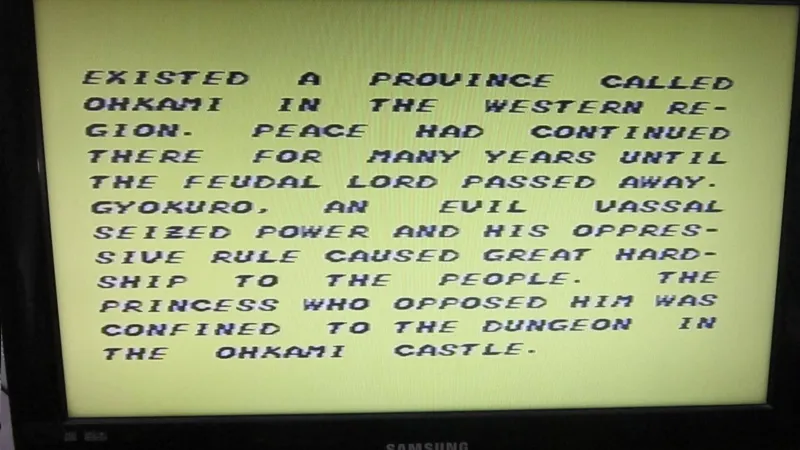 EXISTED A PROVINCE CALLED
OHKAMI IN THE WESTERN RE-
GION. PEACE HAD CONTINUED
THERE FOR MANY YEARS UNTIL
THE FEUDAL LORD PASSED AWAY.
GYOKURO, AN EVIL VASSAL
SEIZED POWER AND HIS OPPRES-
SIVE RULE CAUSED GREAT HARD-
SHIP TO THE PEOPLE. THE
PRINCESS WHO OPPOSED HIM WAS
CONFINED TO THE DUNGEON IN
THE OHKAMI CASTLE.
SAMSUNG